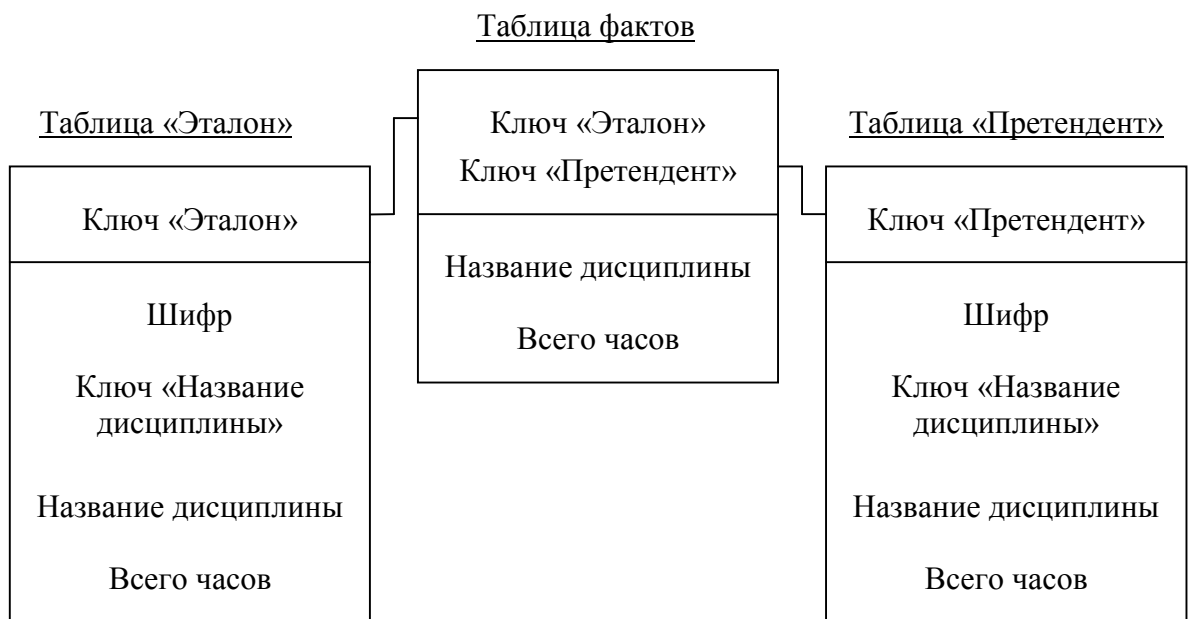 Таблица фактов
Ключ «Эталон»
Ключ «Претендент»
Название дисциплины
Всего часов
Таблица «Эталон»
Ключ «Эталон»
Шифр
Ключ «Название
дисциплины»
Название дисциплины
Всего часов
Таблица «Претендент»
Ключ «Претендент»
Шифр
Ключ «Название
дисциплины»
Название дисциплины
Всего часов